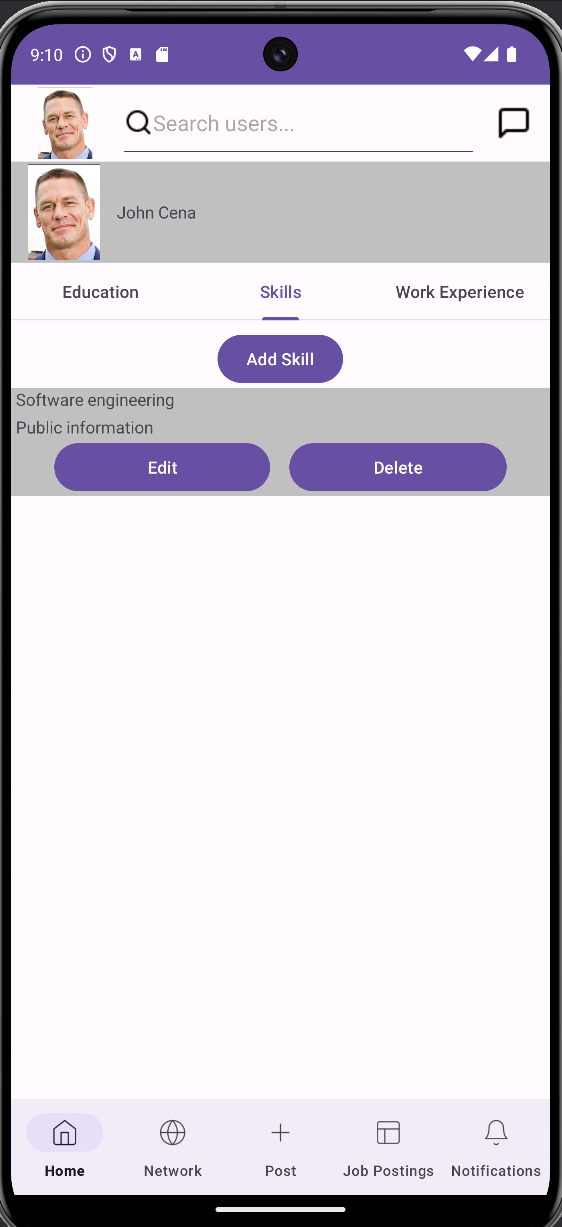 9:10
Search users...
John Cena
Education Skills Work Experience
Add Skill
Software engineering
Public information
Edit Delete
Home Network Post Job Postings Notifications